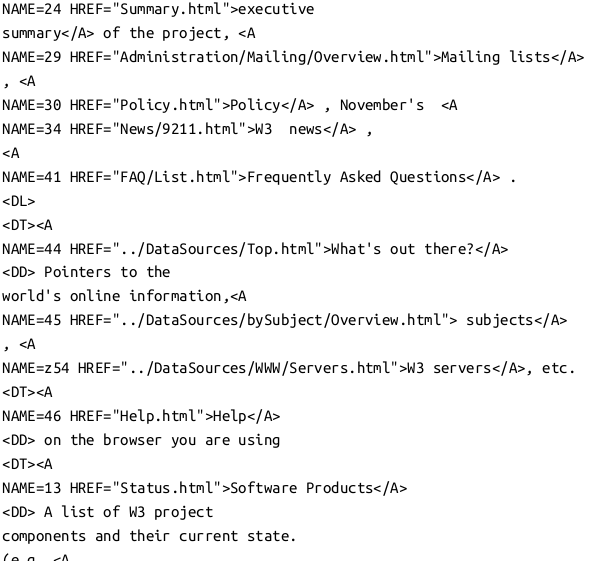 NAME=24 HREF="Summary.html">executive
summary</A> of the project, <A
NAME=29 HREF="Administration/Mailing/Overview.html">Mailing lists</A>
, <A
NAME=30 HREF="Policy.html">Policy</A> , November's  <A
NAME=34 HREF="News/9211.html">W3  news</A> ,
<A
NAME=41 HREF="FAQ/List.html">Frequently Asked Questions</A> .
<DL>
<DT><A
NAME=44 HREF="../DataSources/Top.html">What's out there?</A>
<DD> Pointers to the
world's online information,<A
NAME=45 HREF="../DataSources/bySubject/Overview.html"> subjects</A>
, <A
NAME=z54 HREF="../DataSources/WWW/Servers.html">W3 servers</A>, etc.
<DT><A
NAME=46 HREF="Help.html">Help</A>
<DD> on the browser you are using
<DT><A
NAME=13 HREF="Status.html">Software Products</A>
<DD> A list of W3 project
components and their current state.
(e.g. <A